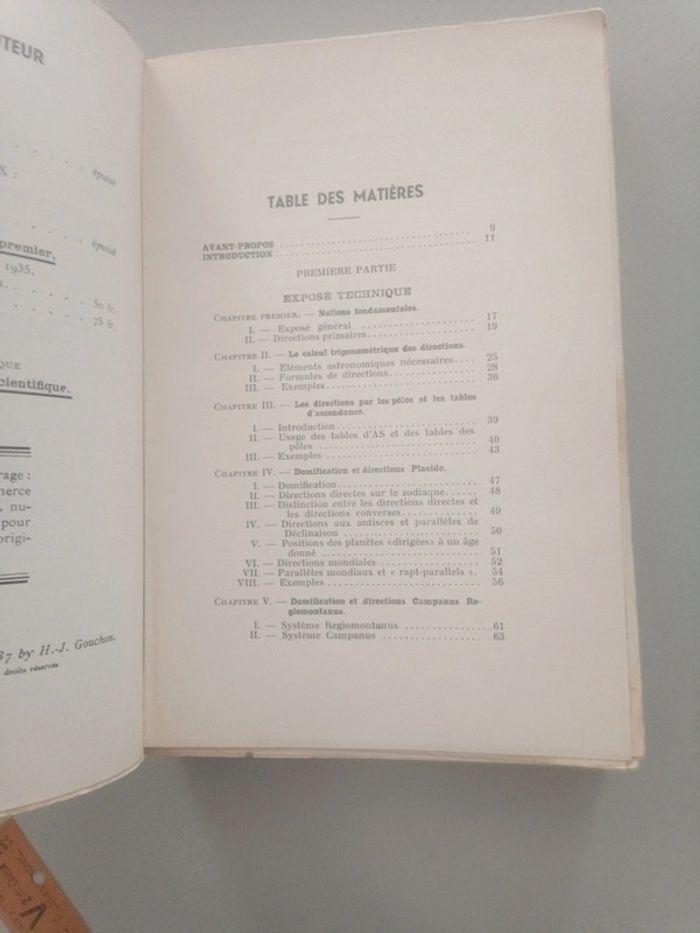 UTEUR
épuisé
X :
épuisé
premier,
1935.
x.
50 fr.
75 fr.
QUE
cientifique.
rage :
merce
, nu-
pour
origi-
37 by H.-J. Gouchon.
droits réservés
TABLE DES MATIÈRES
AVANT-PROPOS 9
INTRODUCTION 11
PREMIÈRE PARTIE
EXPOSÉ TECHNIQUE
CHAPITRE PREMIER. — Notions fondamentales.
I. — Exposé général 17
II. — Directions primaires 19
CHAPITRE II. — Le calcul trigonométrique des directions.
I. — Eléments astronomiques nécessaires 25
II. — Formules de directions 28
III. — Exemples 36
CHAPITRE III. — Les directions par les pôles et les tables
d'ascendance.
I. — Introduction 39
II. — Usage des tables d'AS et des tables des
pôles 40
III. — Exemples 43
CHAPITRE IV. — Domification et directions Placide.
I. — Domification 47
II. — Directions directes sur le zodiaque 48
III. — Distinction entre les directions directes et
les directions converses 49
IV. — Directions aux antisces et parallèles de
Déclinaison 50
V. — Positions des planètes «dirigées» à un âge
donné 51
VI. — Directions mondiales 52
VII. — Parallèles mondiaux et « rapt-parallels ». 54
VIII. — Exemples 56
CHAPITRE V. — Domification et directions Campanus Re-
giomontanus.
I. — Système Regiomontanus 61
II. — Système Campanus 63